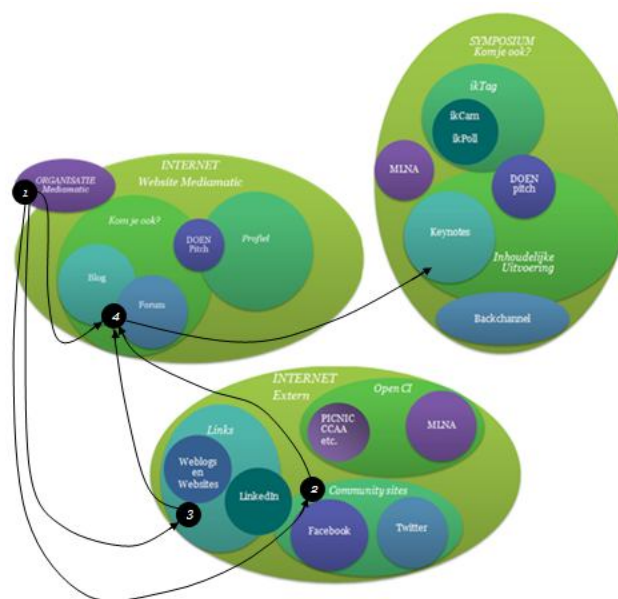 SYMPOSIUM
Kom je ook?
ikTag
ikCam
ikPoll
MLNA
DOEN
pitch
Keynotes
Inhoudelijke
Uitvoering
Backchannel
ORGANISATIE
Mediamatic
1
INTERNET
Website Mediamatic
Kom je ook?
DOEN
Pitch
Profiel
Blog
Forum
4
INTERNET
Extern
Open CI
PICNIC
CCAA
etc.
MLNA
Links
Weblogs
en
Websites
LinkedIn
3
2
Community sites
Facebook
Twitter